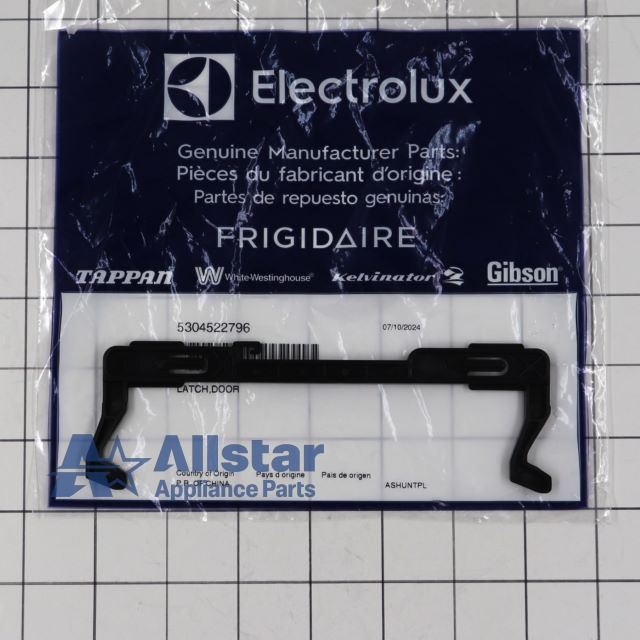 Electrolux
Genuine Manufacturer Parts:
Pièces du fabricant d'origine:
Partes de repuesto genuinas:
FRIGIDAIRE
TAPPAN
W White-Westinghouse®
Kelvinator
Gibson®
5304522796
07/10/2024
LATCH,DOOR
Allstar
Appliance Parts
Country of Origin Pays d origine Pais de origen
P.R. OF CHINA
ASHUNTPL